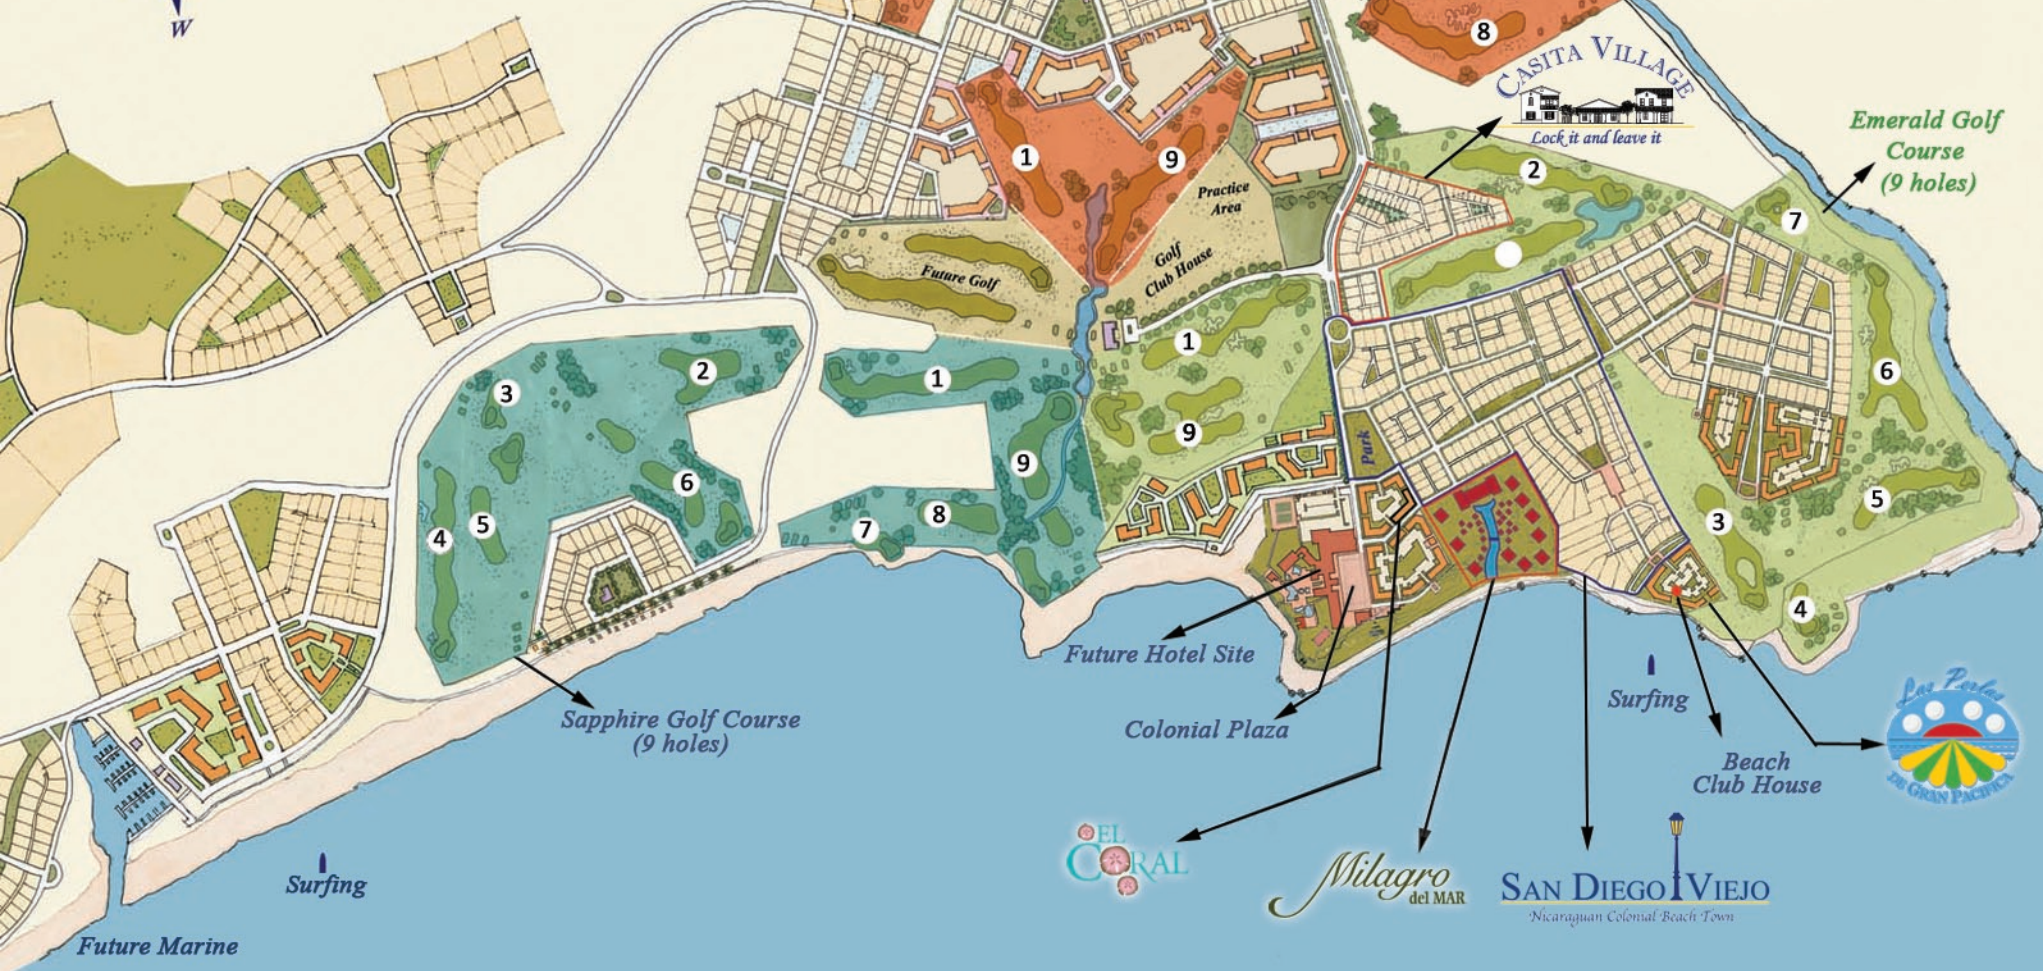 W
8
CASITA VILLAGE
Lock it and leave it
Emerald Golf
Course
(9 holes)
1
9
2
7
Practice
Area
Golf
Club House
Future Golf
1
6
3
2
1
9
Park
9
6
5
4
5
8
7
3
4
Future Hotel Site
Colonial Plaza
Sapphire Golf Course
(9 holes)
Surfing
Beach
Club House
Las Perlas
DE GRAN PACIFICA
EL
CORAL
Milagro
del MAR
SAN DIEGO VIEJO
Nicaraguan Colonial Beach Town
Surfing
Future Marine